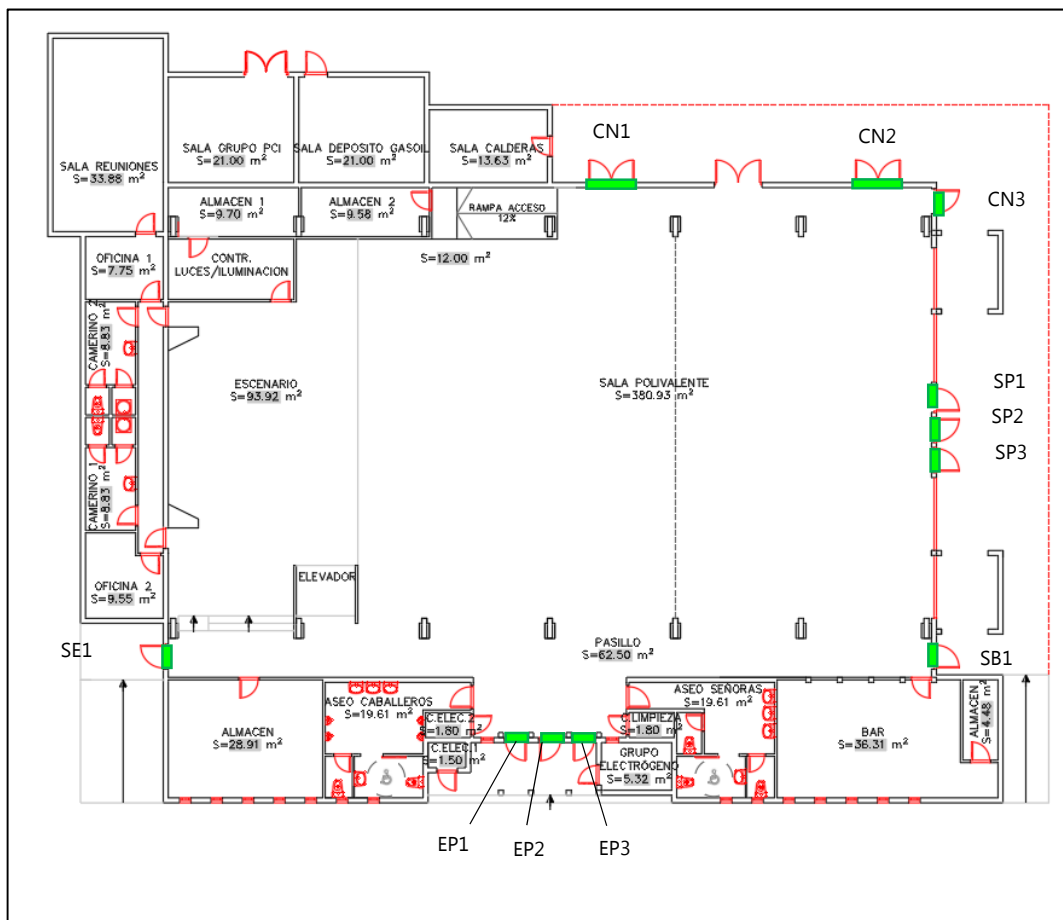 CN1
CN2
CN3
SALA REUNIONES
S=33.88 m²
SALA GRUPO PCI
S=21.00 m²
SALA DEPOSITO GASOIL
S=21.00 m²
SALA CALDERAS
S=13.63 m²
ALMACEN 1
S=9.70 m²
ALMACEN 2
S=9.58 m²
RAMPA ACCESO
12%
S=12.00 m²
OFICINA 1
S=7.75 m²
CONTR.
LUCES/ILUMINACION
CAMERINO 2
S=8.83 m²
ESCENARIO
S=93.92 m²
SALA POLIVALENTE
S=380.93 m²
SP1
SP2
SP3
CAMERINO 1
S=8.83 m²
OFICINA 2
S=9.55 m²
ELEVADOR
SE1
PASILLO
S=62.50 m²
SB1
ALMACEN
S=28.91 m²
ASEO CABALLEROS
S=19.61 m²
C.ELEC.2
S=1.80 m²
C.ELEC.1
S=1.50 m²
ASEO SEÑORAS
S=19.61 m²
C.LIMPIEZA
S=1.80 m²
GRUPO
ELECTRÓGENO
S=5.32 m²
BAR
S=36.31 m²
ALMACEN
S=4.48 m²
EP1
EP2
EP3